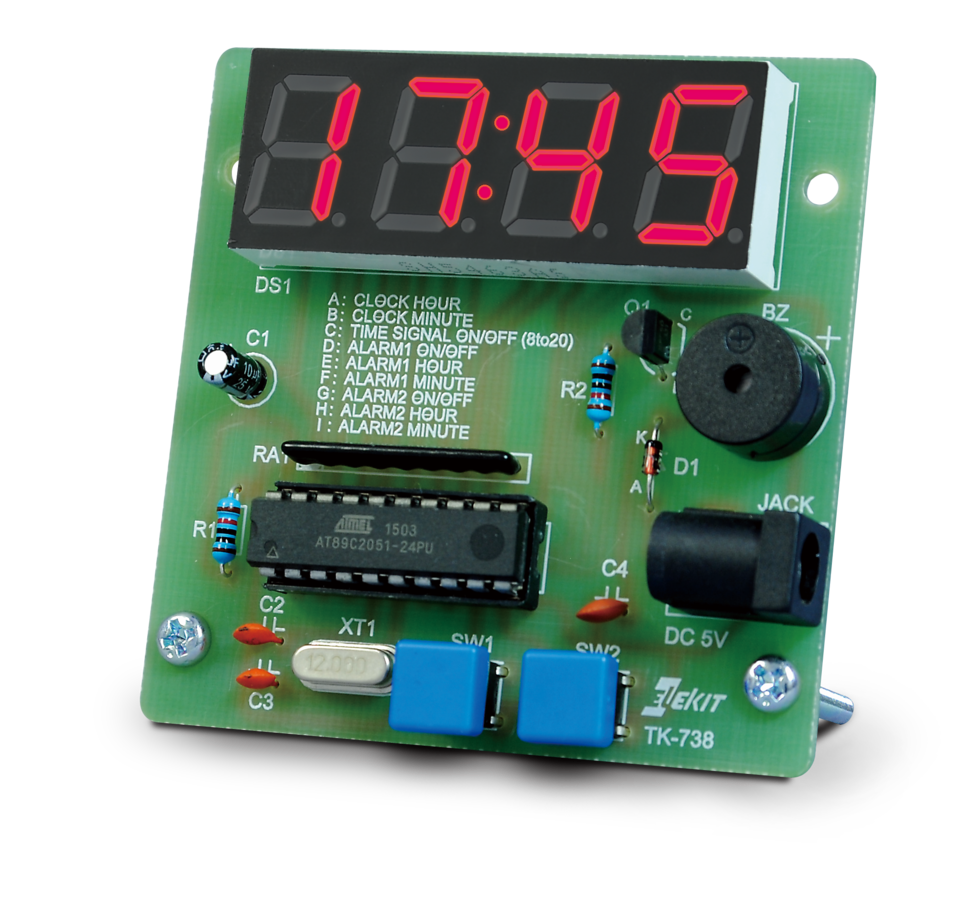 17:45
DS1
A: CLOCK HOUR
B: CLOCK MINUTE
C: TIME SIGNAL ON/OFF (8to20)
D: ALARM1 ON/OFF
E: ALARM1 HOUR
F: ALARM1 MINUTE
G: ALARM2 ON/OFF
H: ALARM2 HOUR
I: ALARM2 MINUTE
C1
10µF
Q1
C
BZ
+
R2
K
D1
A
RA1
JACK
R1
ATMEL 1503
AT89C2051-24PU
C4
DC 5V
C2
XT1
12.000
C3
SW1
SW2
TEKIT
TK-738